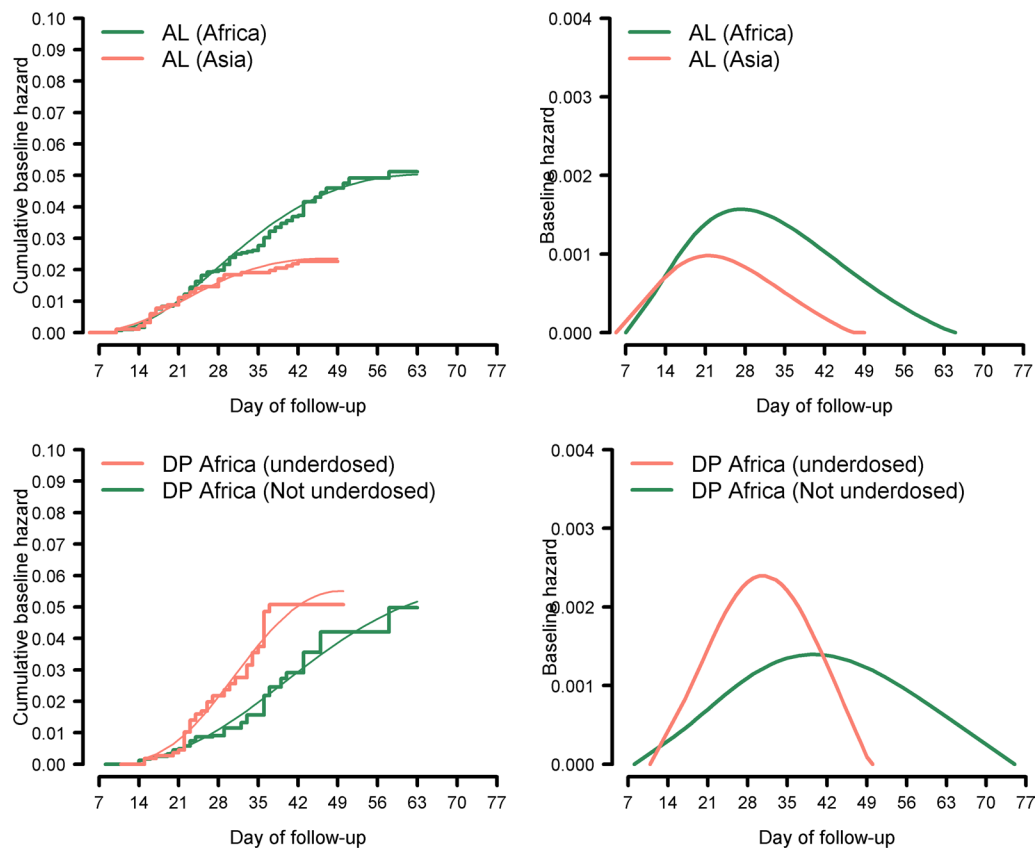 AL (Africa)
AL (Asia)
Cumulative baseline hazard
0.10
0.09
0.08
0.07
0.06
0.05
0.04
0.03
0.02
0.01
0.00
7 14 21 28 35 42 49 56 63 70 77
Day of follow-up
AL (Africa)
AL (Asia)
Baseline hazard
0.004
0.003
0.002
0.001
0.000
7 14 21 28 35 42 49 56 63 70 77
Day of follow-up
DP Africa (underdosed)
DP Africa (Not underdosed)
Cumulative baseline hazard
0.10
0.09
0.08
0.07
0.06
0.05
0.04
0.03
0.02
0.01
0.00
7 14 21 28 35 42 49 56 63 70 77
Day of follow-up
DP Africa (underdosed)
DP Africa (Not underdosed)
Baseline hazard
0.004
0.003
0.002
0.001
0.000
7 14 21 28 35 42 49 56 63 70 77
Day of follow-up